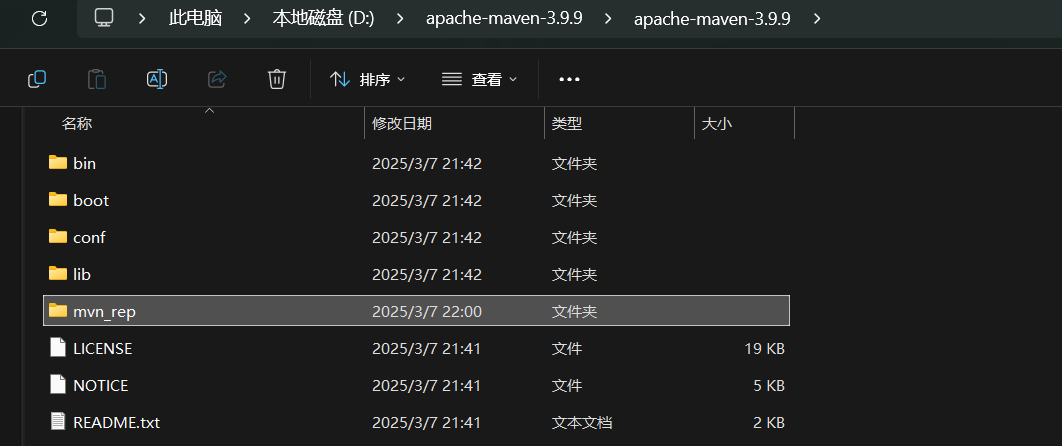 此电脑 本地磁盘 (D:) apache-maven-3.9.9 apache-maven-3.9.9
排序 查看
名称 修改日期 类型 大小
bin 2025/3/7 21:42 文件夹
boot 2025/3/7 21:42 文件夹
conf 2025/3/7 21:42 文件夹
lib 2025/3/7 21:42 文件夹
mvn_rep 2025/3/7 22:00 文件夹
LICENSE 2025/3/7 21:41 文件 19 KB
NOTICE 2025/3/7 21:41 文件 5 KB
README.txt 2025/3/7 21:41 文本文档 2 KB